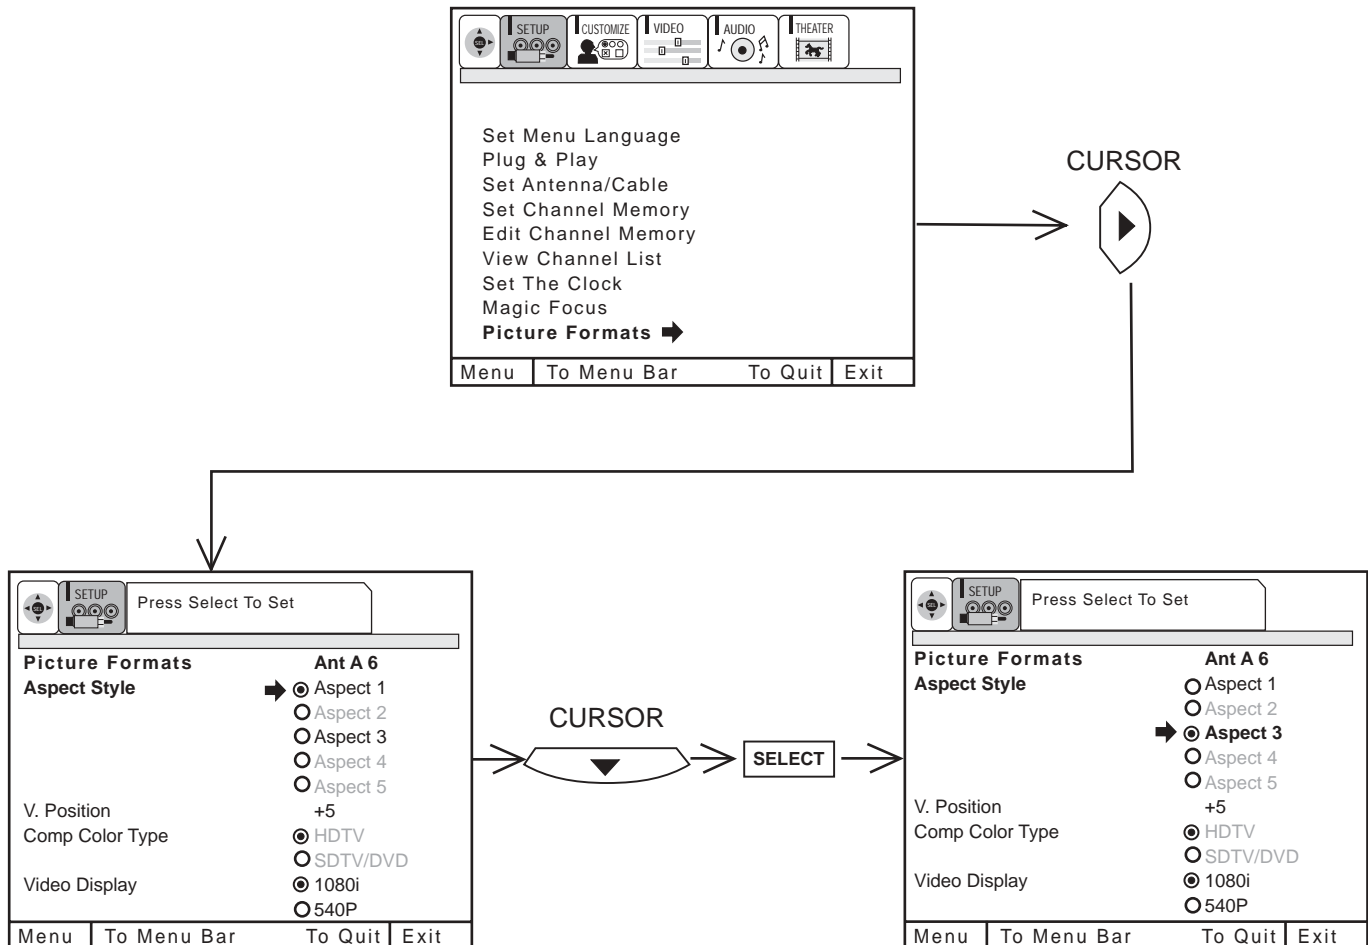 SEL
SETUP
CUSTOMIZE
VIDEO
AUDIO
THEATER
Set Menu Language
Plug & Play
Set Antenna/Cable
Set Channel Memory
Edit Channel Memory
View Channel List
Set The Clock
Magic Focus
Picture Formats
Menu To Menu Bar To Quit Exit
CURSOR
SEL
SETUP
Press Select To Set
Picture Formats Ant A 6
Aspect Style Aspect 1
Aspect 2
Aspect 3
Aspect 4
Aspect 5
V. Position +5
Comp Color Type HDTV
SDTV/DVD
Video Display 1080i
540P
Menu To Menu Bar To Quit Exit
CURSOR
SELECT
SEL
SETUP
Press Select To Set
Picture Formats Ant A 6
Aspect Style Aspect 1
Aspect 2
Aspect 3
Aspect 4
Aspect 5
V. Position +5
Comp Color Type HDTV
SDTV/DVD
Video Display 1080i
540P
Menu To Menu Bar To Quit Exit